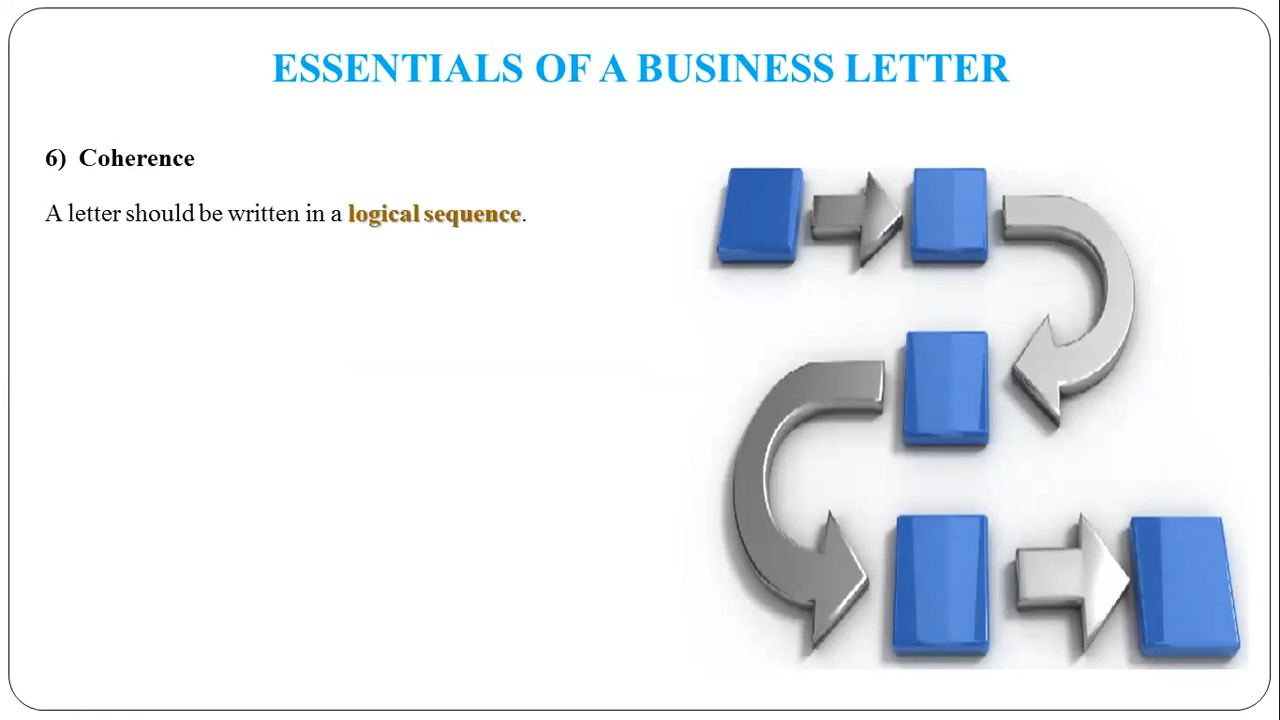 ESSENTIALS OF A BUSINESS LETTER
6) Coherence
A letter should be written in a logical sequence.